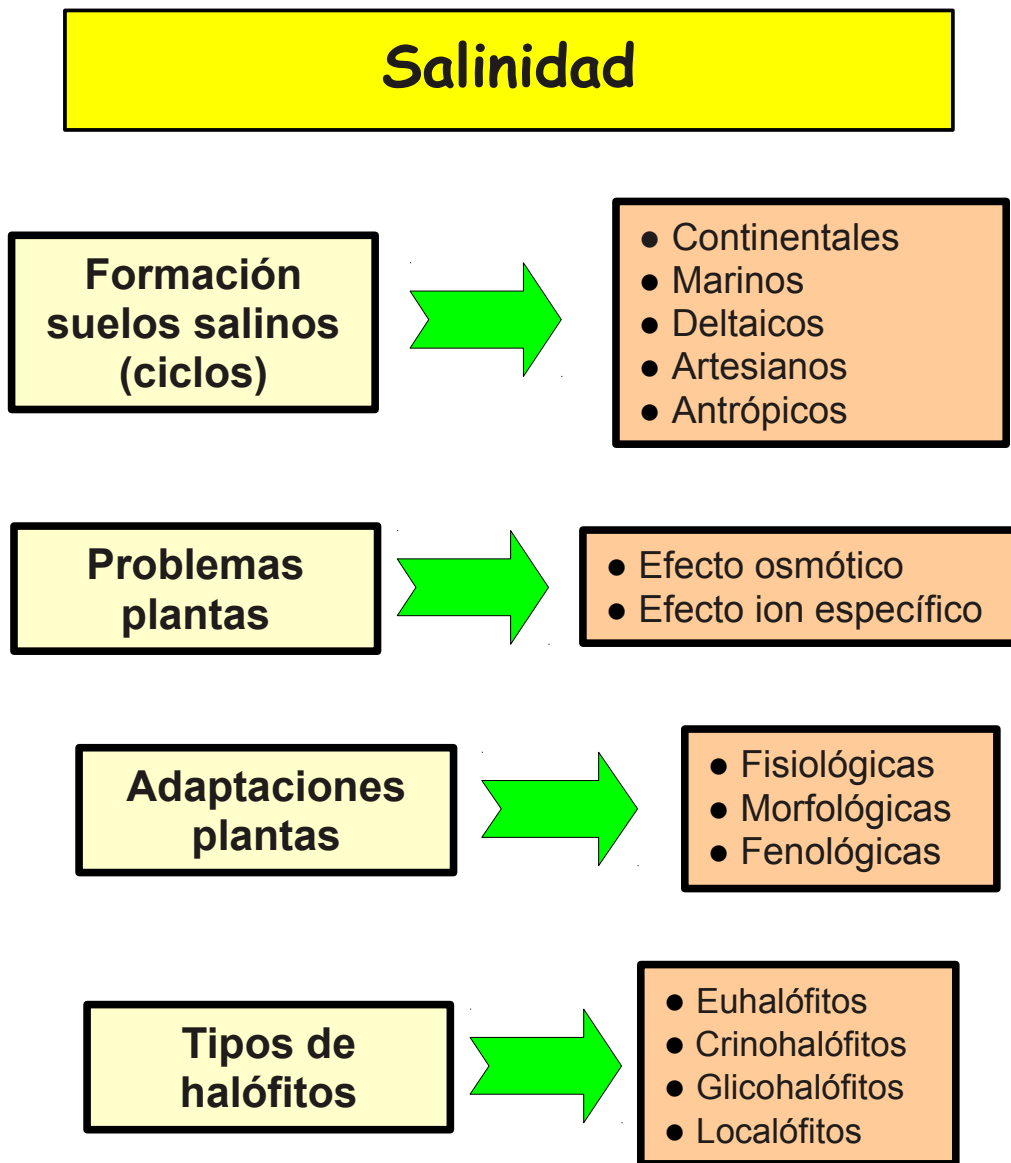 Salinidad
Formación
suelos salinos
(ciclos)
● Continentales
● Marinos
● Deltaicos
● Artesianos
● Antrópicos
Problemas
plantas
● Efecto osmótico
● Efecto ion específico
Adaptaciones
plantas
● Fisiológicas
● Morfológicas
● Fenológicas
Tipos de
halófitos
● Euhalófitos
● Crinohalófitos
● Glicohalófitos
● Localófitos